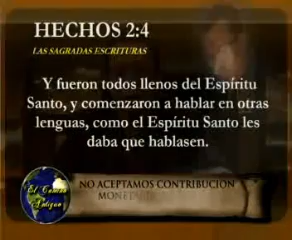 HECHOS 2:4
LAS SAGRADAS ESCRITURAS
Y fueron todos llenos del Espíritu
Santo, y comenzaron a hablar en otras
lenguas, como el Espíritu Santo les
daba que hablasen.
El Camino
Antiguo
NO ACEPTAMOS CONTRIBUCION